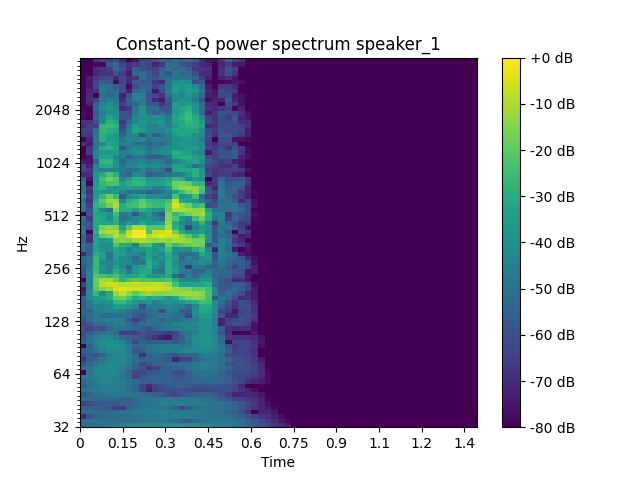 Constant-Q power spectrum speaker_1
+0 dB
-10 dB
-20 dB
-30 dB
-40 dB
-50 dB
-60 dB
-70 dB
-80 dB
2048
1024
512
256
128
64
32
Hz
0 0.15 0.3 0.45 0.6 0.75 0.9 1.1 1.2 1.4
Time